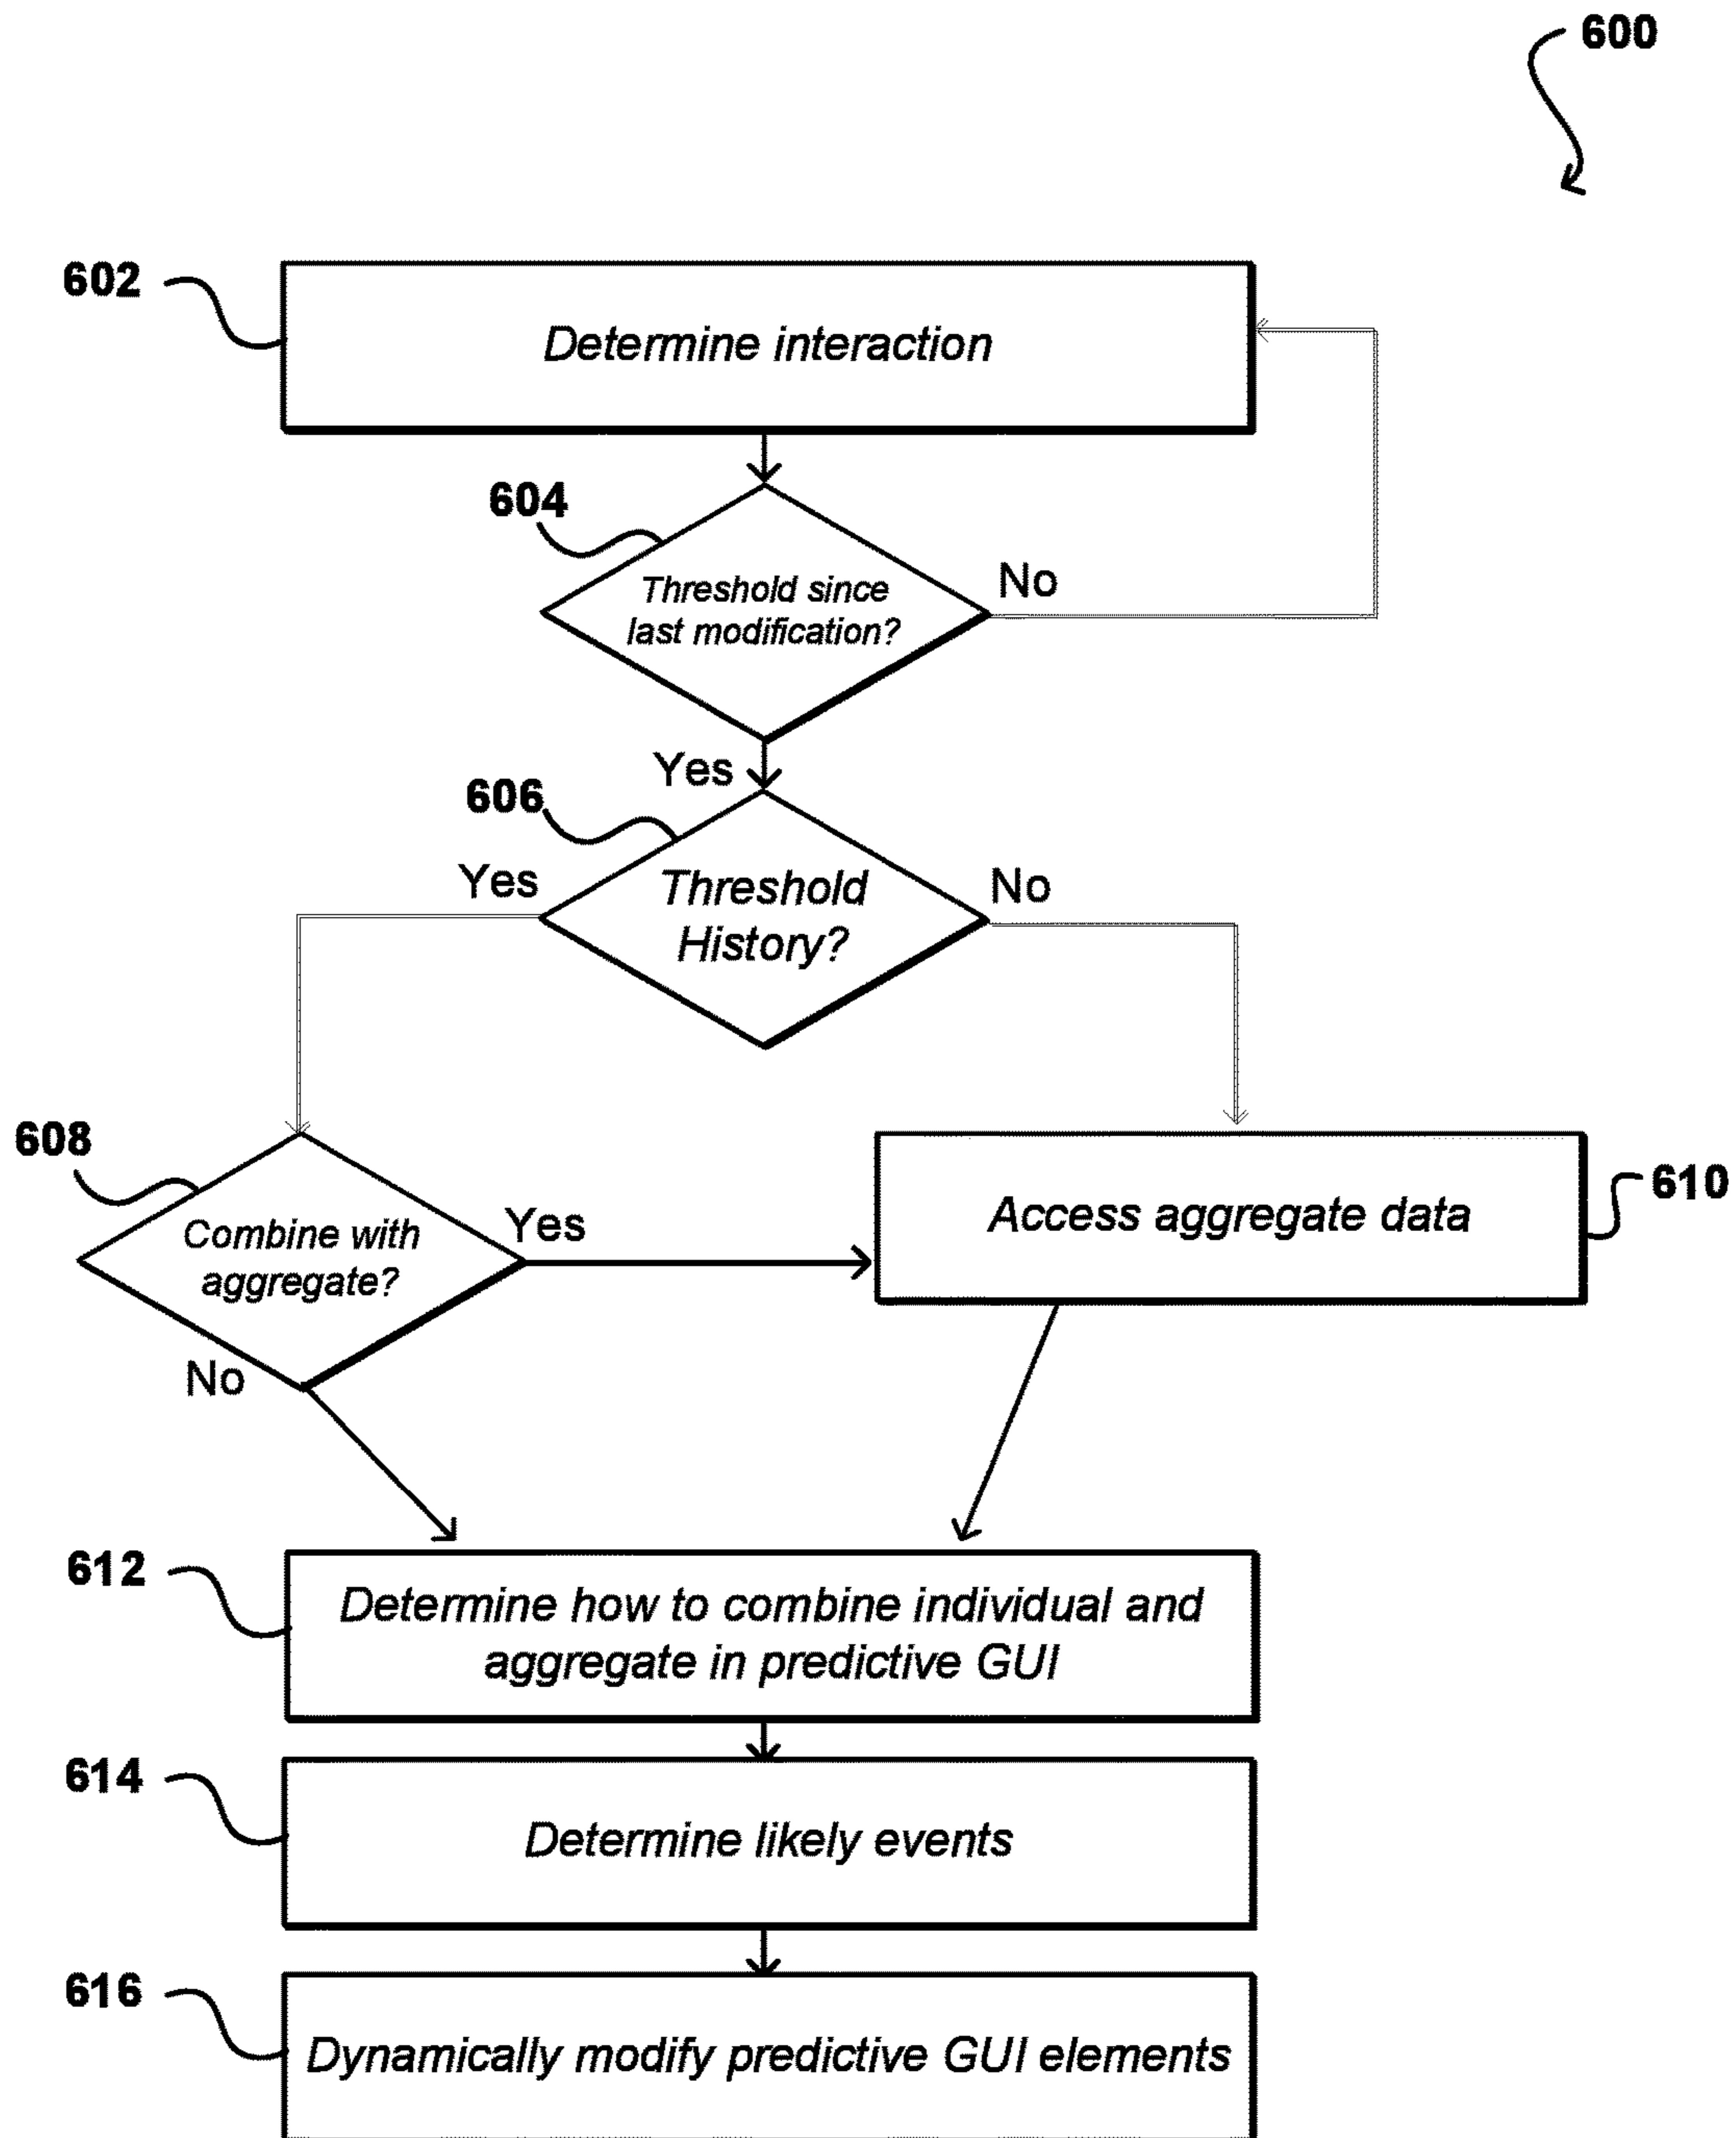 600
602
Determine interaction
604
Threshold since
last modification?
No
Yes
606
Yes
Threshold
History?
No
608
Combine with
aggregate?
Yes
No
Access aggregate data
610
612
Determine how to combine individual and
aggregate in predictive GUI
614
Determine likely events
616
Dynamically modify predictive GUI elements